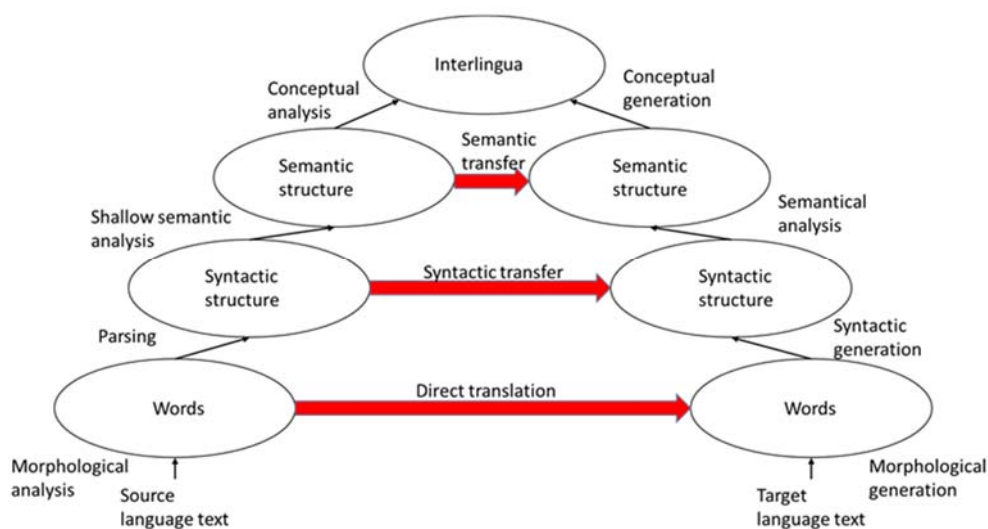 Interlingua
Conceptual
analysis
Conceptual
generation
Semantic
transfer
Semantic
structure
Semantic
structure
Shallow semantic
analysis
Semantical
analysis
Syntactic
structure
Syntactic transfer
Syntactic
structure
Parsing
Syntactic
generation
Words
Direct translation
Words
Morphological
analysis
Source
language text
Target
language text
Morphological
generation